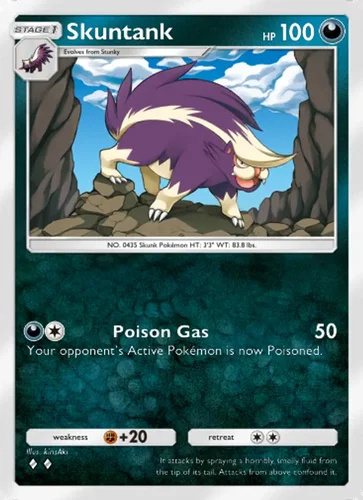 STAGE 1
Skuntank
HP 100
Evolves from Stunky
NO. 0435 Skunk Pokémon HT: 3'3" WT: 83.8 lbs.
Poison Gas 50
Your opponent's Active Pokémon is now Poisoned.
weakness +20 retreat
Illus. kirisAki
It attacks by spraying a horribly smelly fluid from
the tip of its tail. Attacks from above confound it.